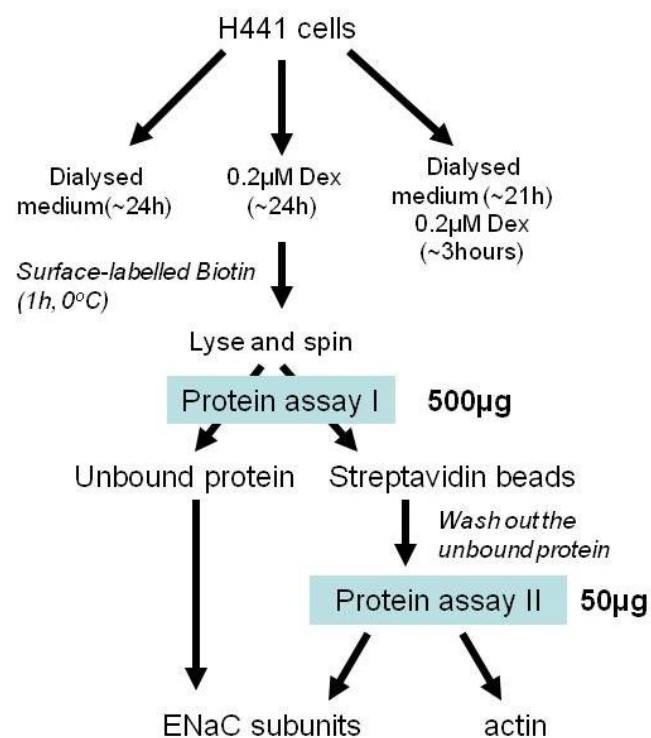 H441 cells
Dialysed
medium(~24h)
0.2µM Dex
(~24h)
Dialysed
medium (~21h)
0.2µM Dex
(~3hours)
Surface-labelled Biotin
(1h, 0°C)
Lyse and spin
Protein assay I
500µg
Unbound protein
Streptavidin beads
Wash out the
unbound protein
Protein assay II
50µg
ENaC subunits
actin